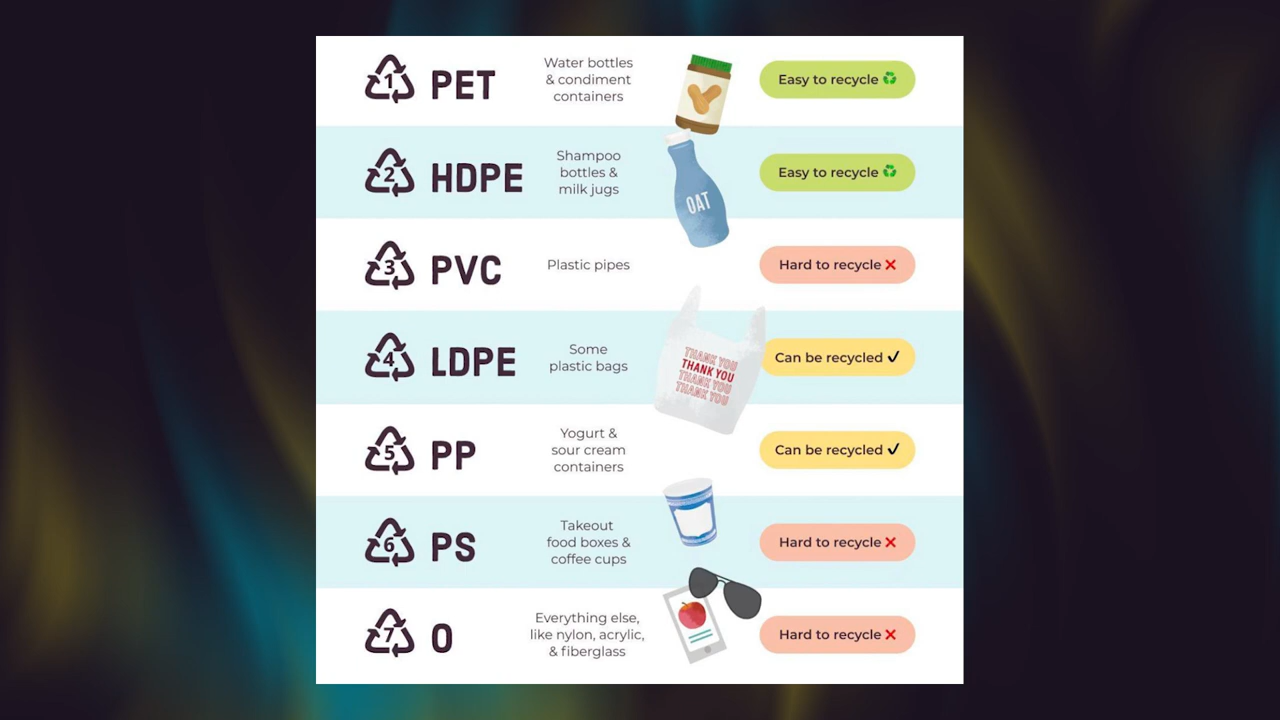 1 PET
Water bottles
& condiment
containers
Easy to recycle
2 HDPE
Shampoo
bottles &
milk jugs
OAT
Easy to recycle
3 PVC
Plastic pipes
Hard to recycle
4 LDPE
Some
plastic bags
THANK YOU
THANK YOU
THANK YOU
THANK YOU
Can be recycled
5 PP
Yogurt &
sour cream
containers
Can be recycled
6 PS
Takeout
food boxes &
coffee cups
Hard to recycle
7 O
Everything else,
like nylon, acrylic,
& fiberglass
Hard to recycle